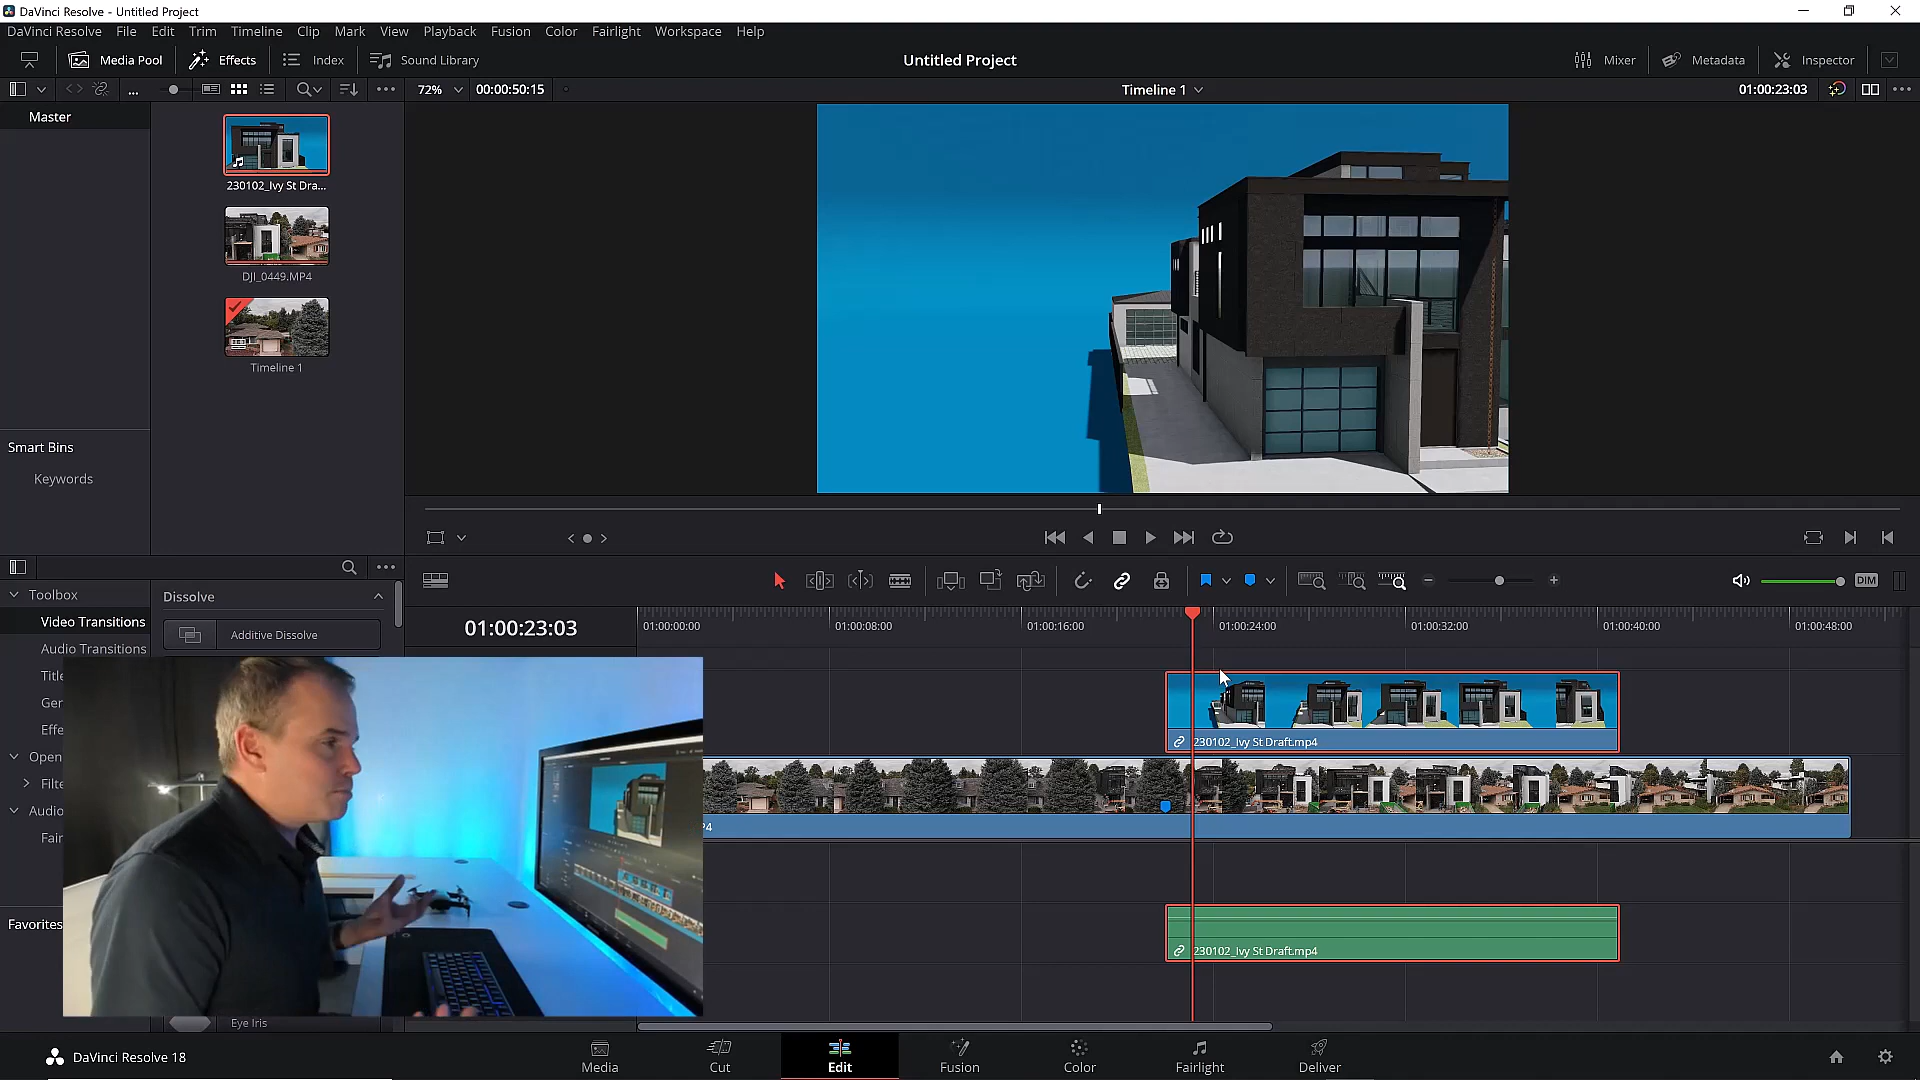 DaVinci Resolve - Untitled Project
DaVinci Resolve File Edit Trim Timeline Clip Mark View Playback Fusion Color Fairlight Workspace Help
Media Pool Effects Index Sound Library Untitled Project Mixer Metadata Inspector
... 72% 00:00:50:15 Timeline 1 01:00:23:03
Master
230102_Ivy St Dra...
DJI_0449.MP4
Timeline 1
Smart Bins
Keywords
Toolbox
Dissolve
Video Transitions
Additive Dissolve
Audio Transitions
Title
Ger
Effe
Open
Filte
Audio
Fair
Favorites
Eye Iris
DIM
01:00:23:03
01:00:00:00 01:00:08:00 01:00:16:00 01:00:24:00 01:00:32:00 01:00:40:00 01:00:48:00
230102_Ivy St Draft.mp4
P4
230102_Ivy St Draft.mp4
DaVinci Resolve 18
Media Cut Edit Fusion Color Fairlight Deliver